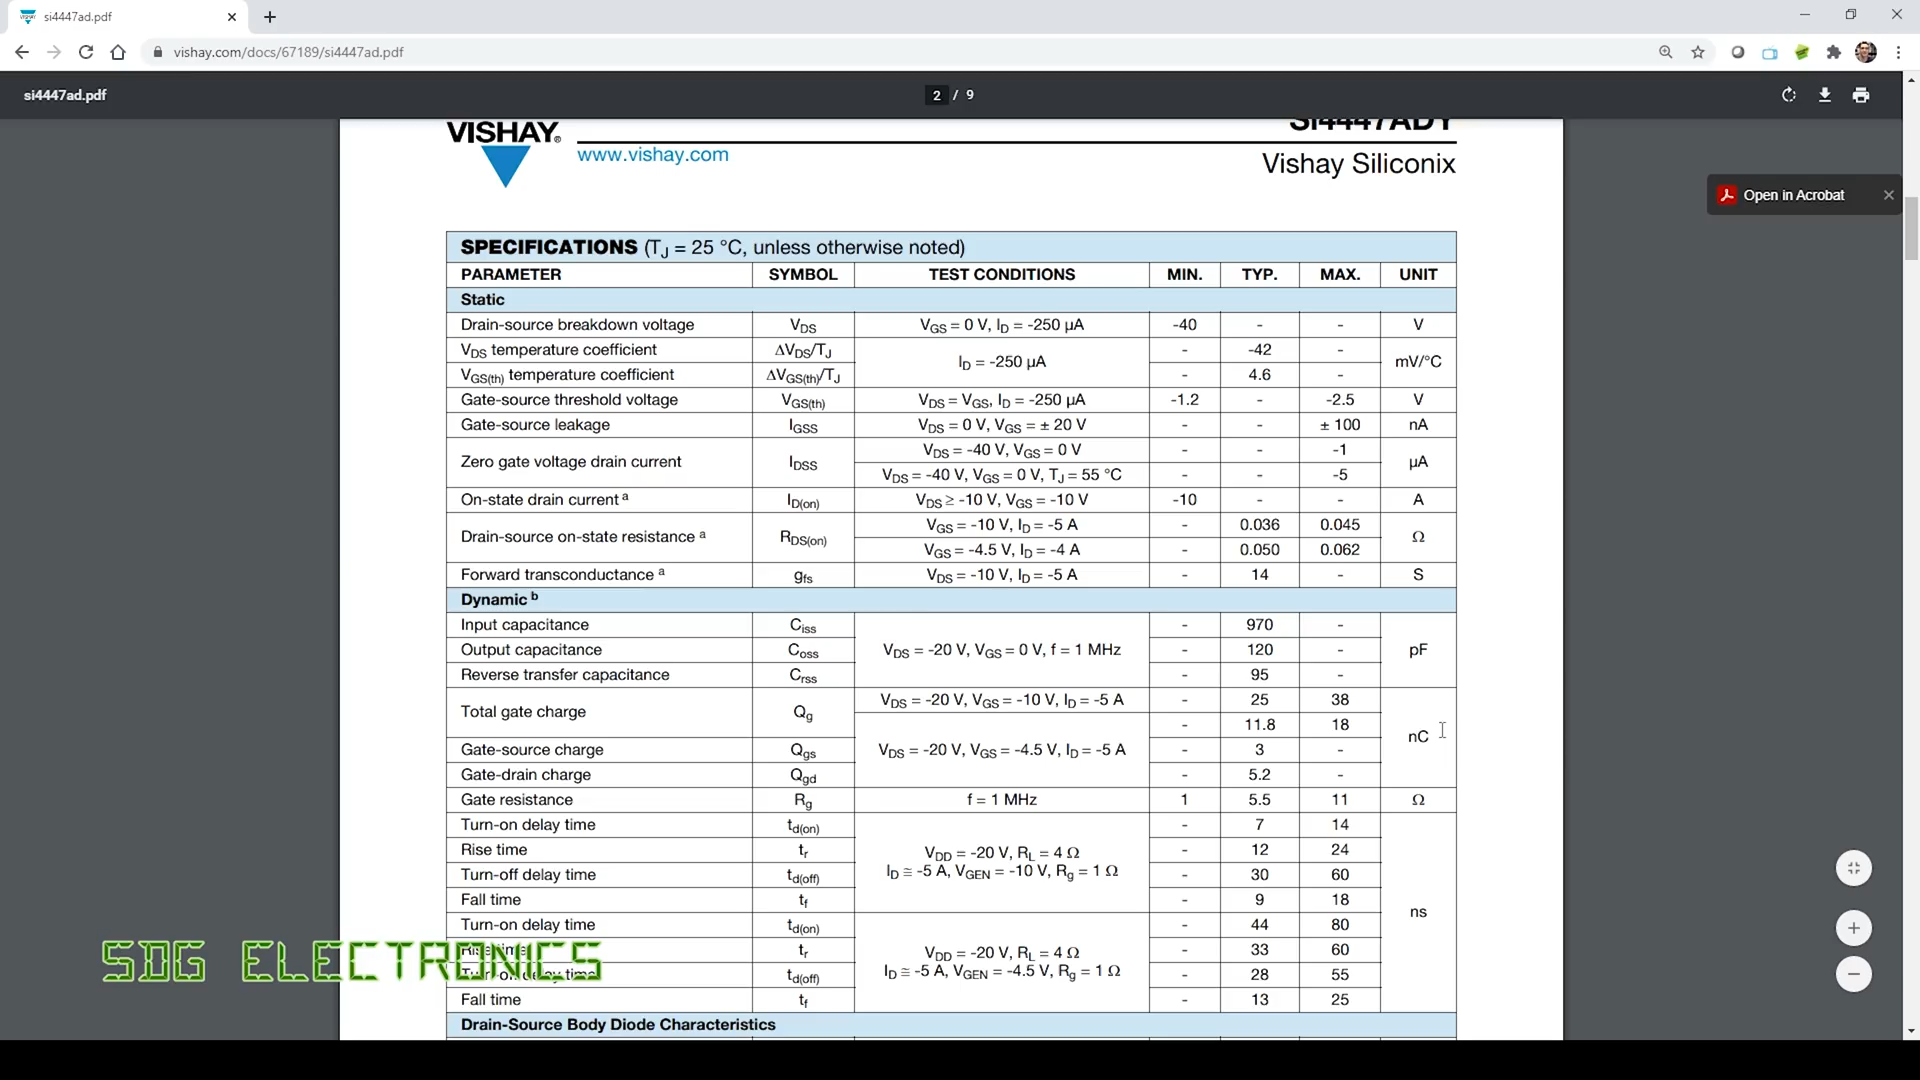 si4447ad.pdf
vishay.com/docs/67189/si4447ad.pdf
si4447ad.pdf
2 / 9
VISHAY®
Si4447ADY
www.vishay.com
Vishay Siliconix
Open in Acrobat
SPECIFICATIONS (TJ = 25 °C, unless otherwise noted)
PARAMETER SYMBOL TEST CONDITIONS MIN. TYP. MAX. UNIT
Static
Drain-source breakdown voltage VDS VGS = 0 V, ID = -250 µA -40 - - V
VDS temperature coefficient ΔVDS/TJ ID = -250 µA - -42 - mV/°C
VGS(th) temperature coefficient ΔVGS(th)/TJ - 4.6 -
Gate-source threshold voltage VGS(th) VDS = VGS, ID = -250 µA -1.2 - -2.5 V
Gate-source leakage IGSS VDS = 0 V, VGS = ± 20 V - - ± 100 nA
Zero gate voltage drain current IDSS VDS = -40 V, VGS = 0 V - - -1 µA
VDS = -40 V, VGS = 0 V, TJ = 55 °C - - -5
On-state drain current a ID(on) VDS ≥ -10 V, VGS = -10 V -10 - - A
Drain-source on-state resistance a RDS(on) VGS = -10 V, ID = -5 A - 0.036 0.045 Ω
VGS = -4.5 V, ID = -4 A - 0.050 0.062
Forward transconductance a gfs VDS = -10 V, ID = -5 A - 14 - S
Dynamic b
Input capacitance Ciss - 970 -
Output capacitance Coss VDS = -20 V, VGS = 0 V, f = 1 MHz - 120 - pF
Reverse transfer capacitance Crss - 95 -
Total gate charge Qg VDS = -20 V, VGS = -10 V, ID = -5 A - 25 38 nC
- 11.8 18
Gate-source charge Qgs VDS = -20 V, VGS = -4.5 V, ID = -5 A - 3 -
Gate-drain charge Qgd - 5.2 -
Gate resistance Rg f = 1 MHz 1 5.5 11 Ω
Turn-on delay time td(on) - 7 14
Rise time tr VDD = -20 V, RL = 4 Ω - 12 24
Turn-off delay time td(off) ID ≅ -5 A, VGEN = -10 V, Rg = 1 Ω - 30 60
Fall time tf - 9 18 ns
Turn-on delay time td(on) - 44 80
Rise time tr VDD = -20 V, RL = 4 Ω - 33 60
Turn-off delay time td(off) ID ≅ -5 A, VGEN = -4.5 V, Rg = 1 Ω - 28 55
Fall time tf - 13 25
Drain-Source Body Diode Characteristics
SDG ELECTRONICS